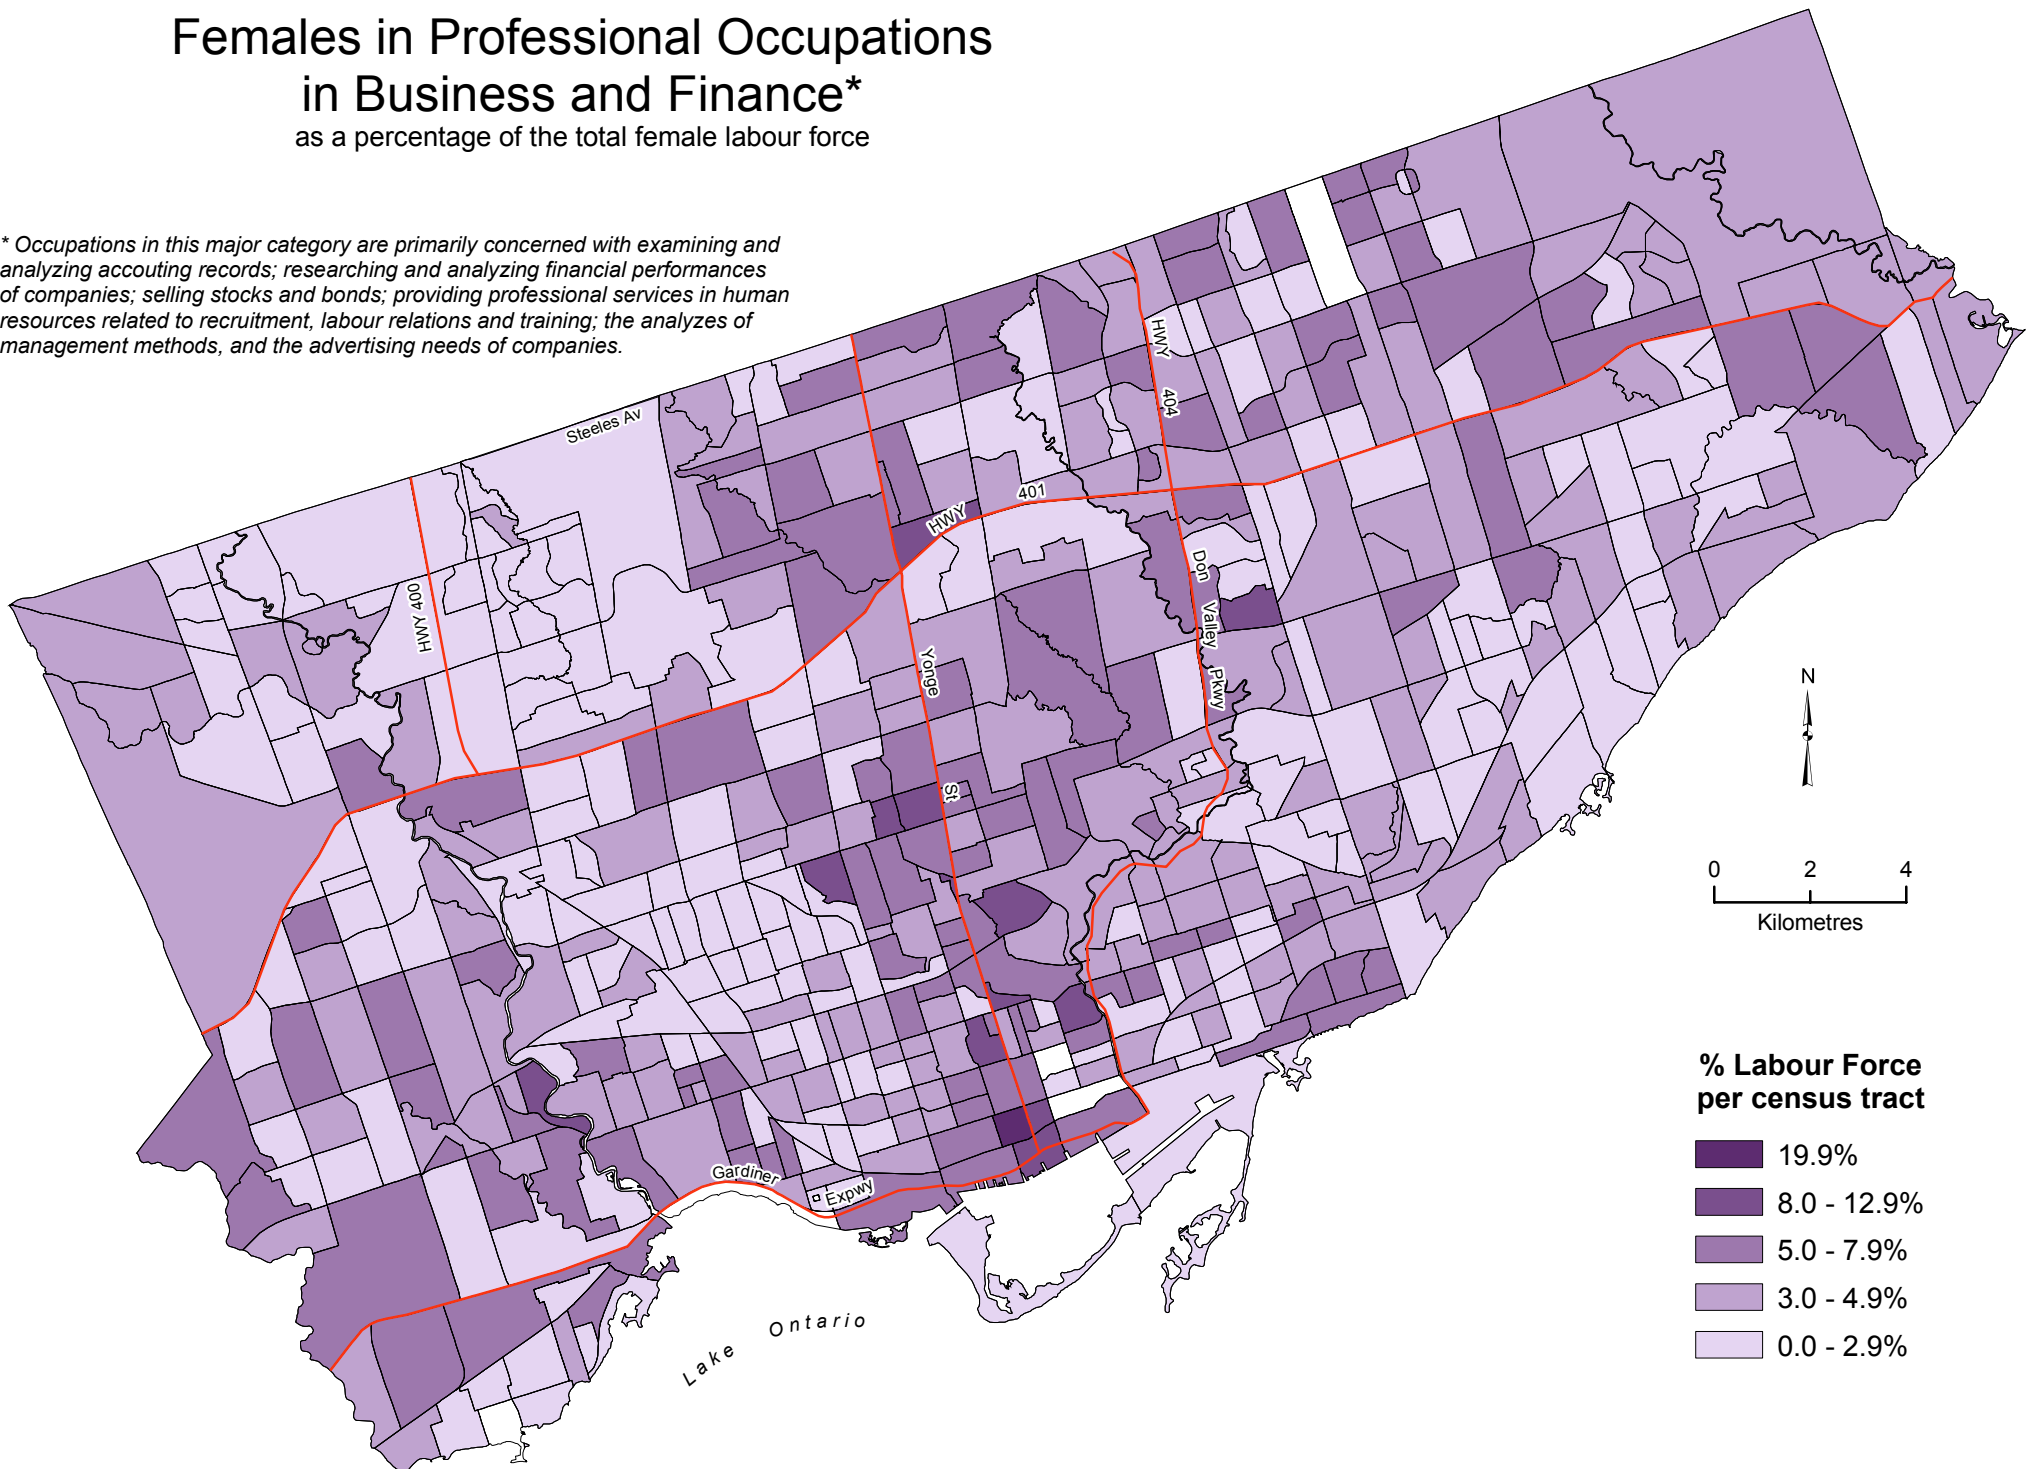 Females in Professional Occupations
in Business and Finance*
as a percentage of the total female labour force
* Occupations in this major category are primarily concerned with examining and
analyzing accouting records; researching and analyzing financial performances
of companies; selling stocks and bonds; providing professional services in human
resources related to recruitment, labour relations and training; the analyzes of
management methods, and the advertising needs of companies.
Steeles Av
HWY 400
HWY
401
HWY
404
Don
Valley
Pkwy
Yonge
St
Gardiner
Expwy
Lake Ontario
N
0 2 4
Kilometres
% Labour Force
per census tract
19.9%
8.0 - 12.9%
5.0 - 7.9%
3.0 - 4.9%
0.0 - 2.9%